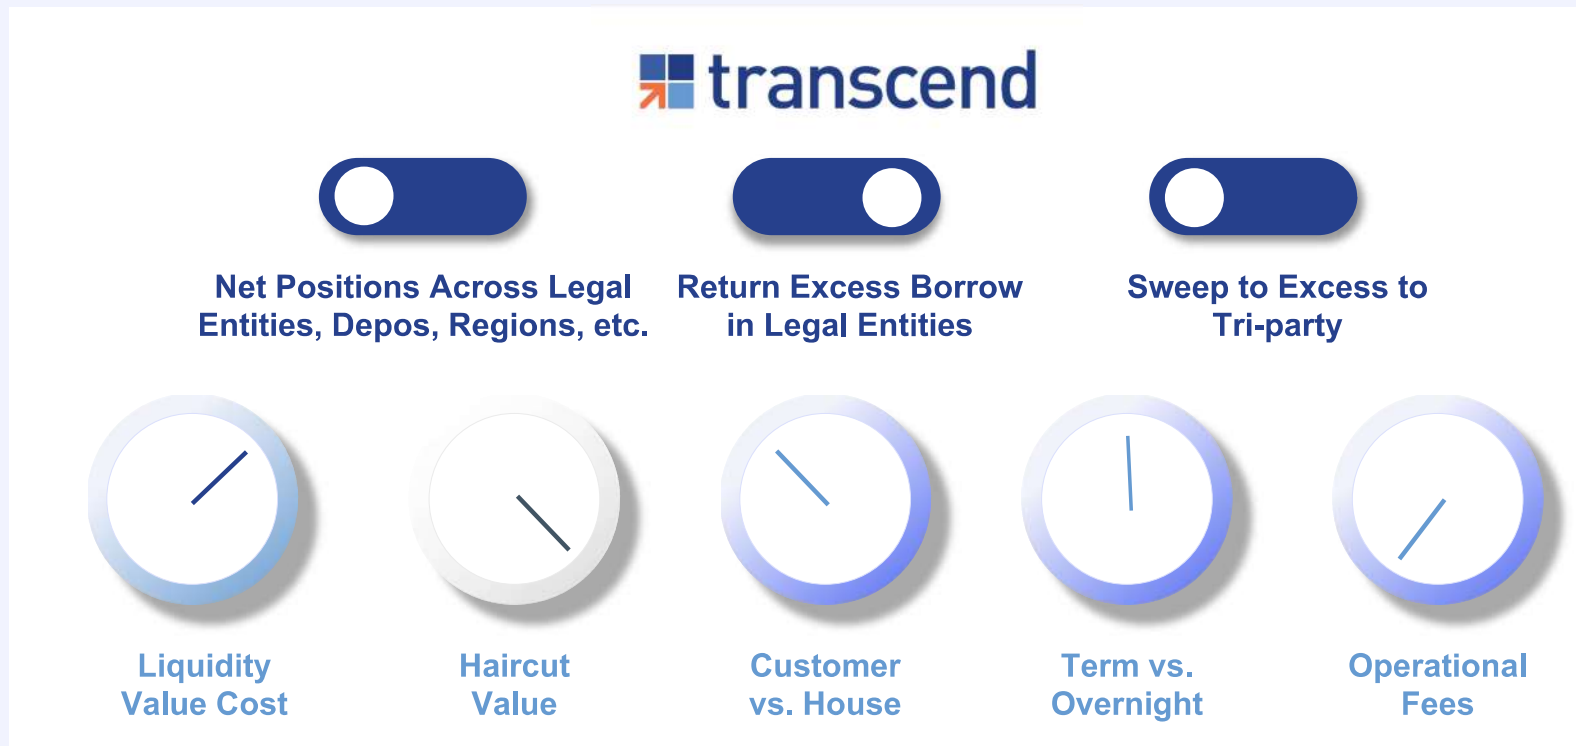 transcend
Net Positions Across Legal
Entities, Depos, Regions, etc.
Return Excess Borrow
in Legal Entities
Sweep to Excess to
Tri-party
Liquidity
Value Cost
Haircut
Value
Customer
vs. House
Term vs.
Overnight
Operational
Fees